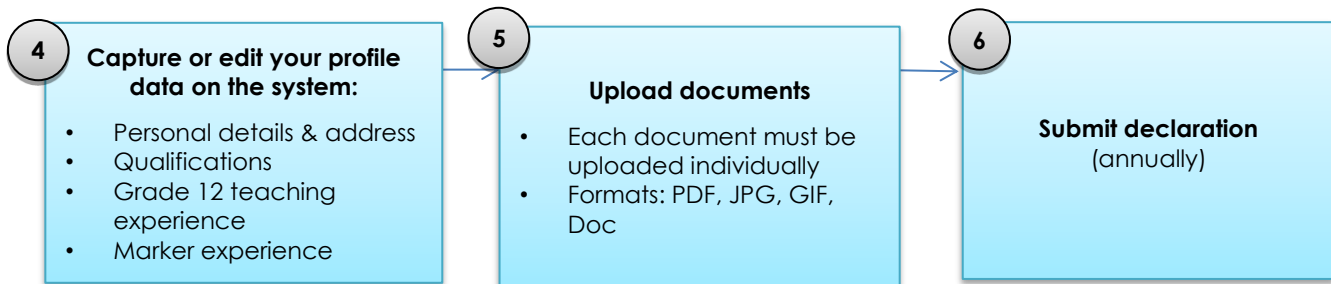 4
Capture or edit your profile
data on the system:
• Personal details & address
• Qualifications
• Grade 12 teaching
experience
• Marker experience
5
Upload documents
• Each document must be
uploaded individually
• Formats: PDF, JPG, GIF,
Doc
6
Submit declaration
(annually)